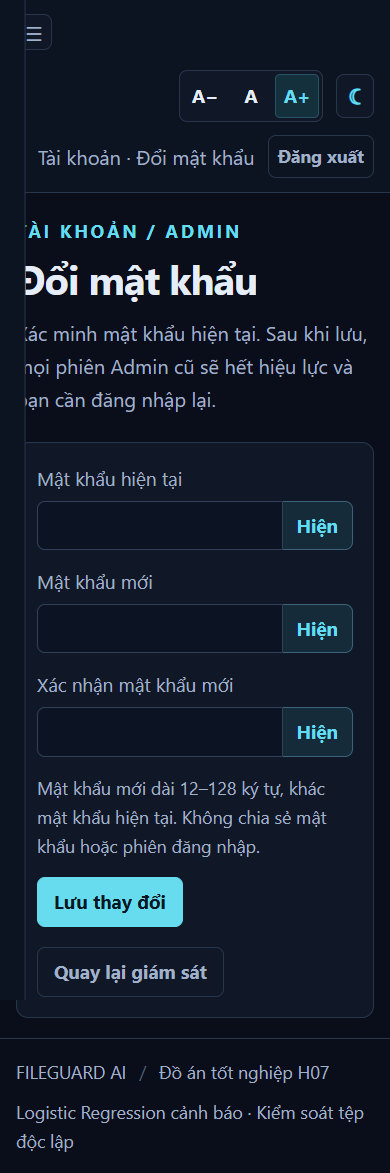 ☰
A− A A+ ☾
Tài khoản · Đổi mật khẩu Đăng xuất
TÀI KHOẢN / ADMIN
Đổi mật khẩu
Xác minh mật khẩu hiện tại. Sau khi lưu,
mọi phiên Admin cũ sẽ hết hiệu lực và
bạn cần đăng nhập lại.
Mật khẩu hiện tại
Hiện
Mật khẩu mới
Hiện
Xác nhận mật khẩu mới
Hiện
Mật khẩu mới dài 12–128 ký tự, khác
mật khẩu hiện tại. Không chia sẻ mật
khẩu hoặc phiên đăng nhập.
Lưu thay đổi
Quay lại giám sát
FILEGUARD AI / Đồ án tốt nghiệp H07
Logistic Regression cảnh báo · Kiểm soát tệp
độc lập